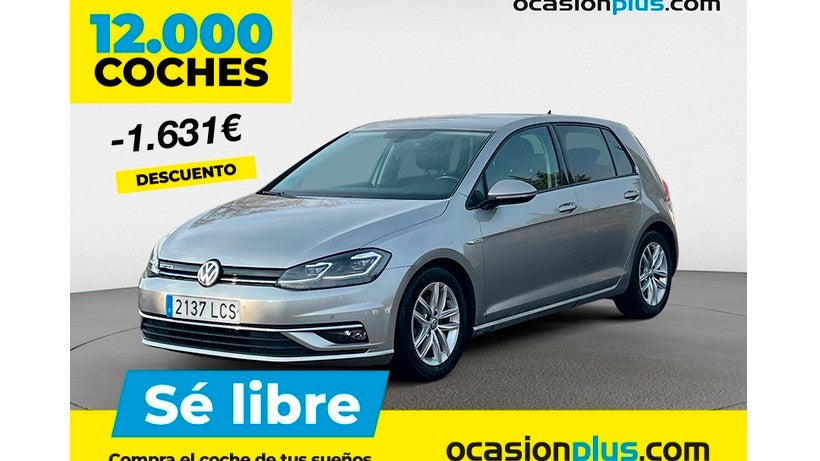 ocasionplus.com
12.000
COCHES
-1.631€
DESCUENTO
2137 LCS
Sé libre
Compra el coche de tus sueños
ocasionplus.com